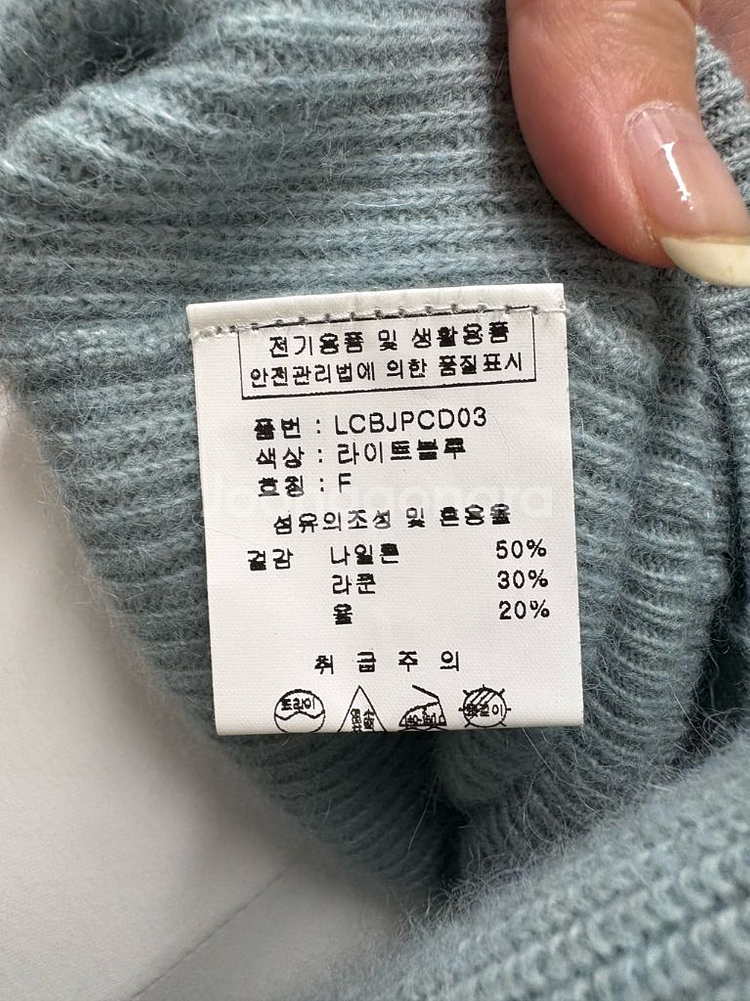 전기용품 및 생활용품
안전관리법에 의한 품질표시
품번 : LCBJPCD03
색상 : 라이트블루
호칭 : F
섬유의조성 및 혼용율
겉감 나일론 50%
라쿤 30%
울 20%
취 급 주 의
드라이